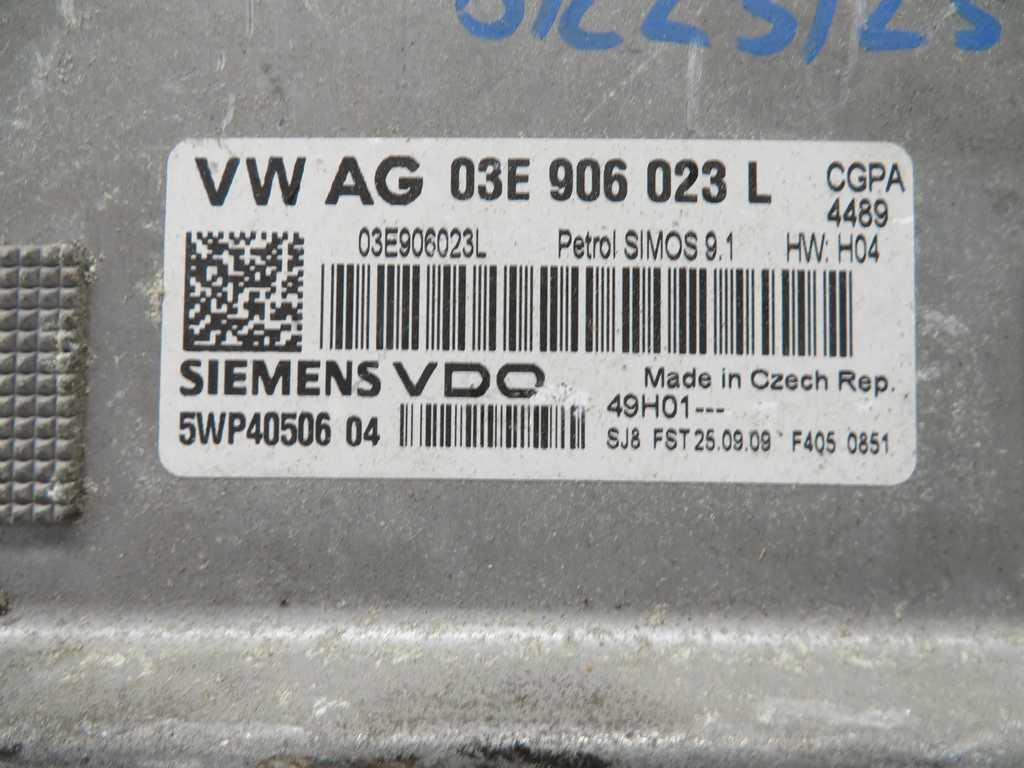 VW AG 03E 906 023 L CGPA
4489
03E906023L Petrol SIMOS 9.1 HW: H04
SIEMENS VDO Made in Czech Rep.
49H01---
5WP40506 04 SJ8 FST 25.09.09 F405 0851